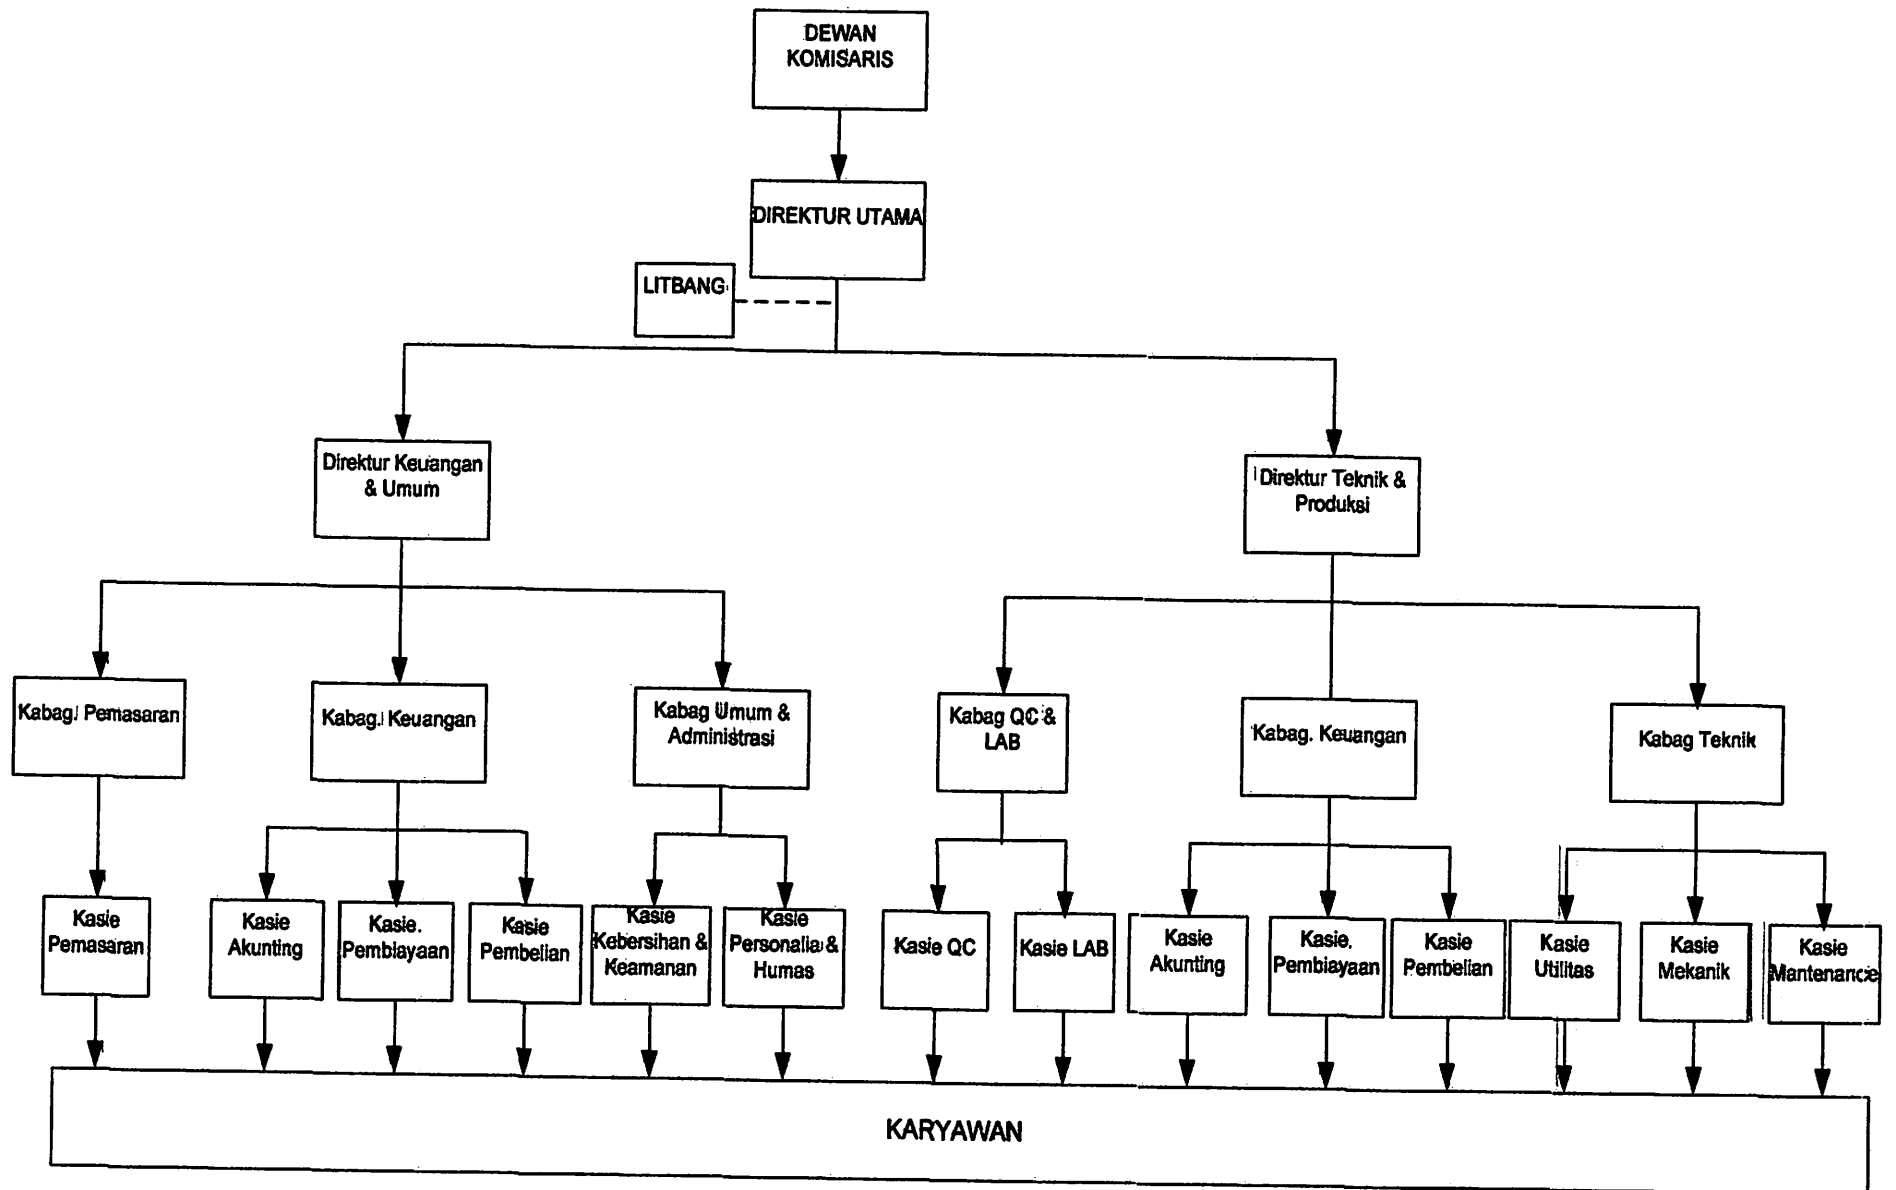 DEWAN
KOMISARIS
DIREKTUR UTAMA
LITBANG
Direktur Keuangan
& Umum
Direktur Teknik &
Produksi
Kabag. Pemasaran
Kabag. Keuangan
Kabag Umum &
Administrasi
Kabag QC &
LAB
Kabag. Keuangan
Kabag Teknik
Kasie
Pemasaran
Kasie
Akunting
Kasie.
Pembiayaan
Kasie
Pembelian
Kasie
Kebersihan &
Keamanan
Kasie
Personalia &
Humas
Kasie QC
Kasie LAB
Kasie
Akunting
Kasie.
Pembiayaan
Kasie
Pembelian
Kasie
Utilitas
Kasie
Mekanik
Kasie
Mantenance
KARYAWAN